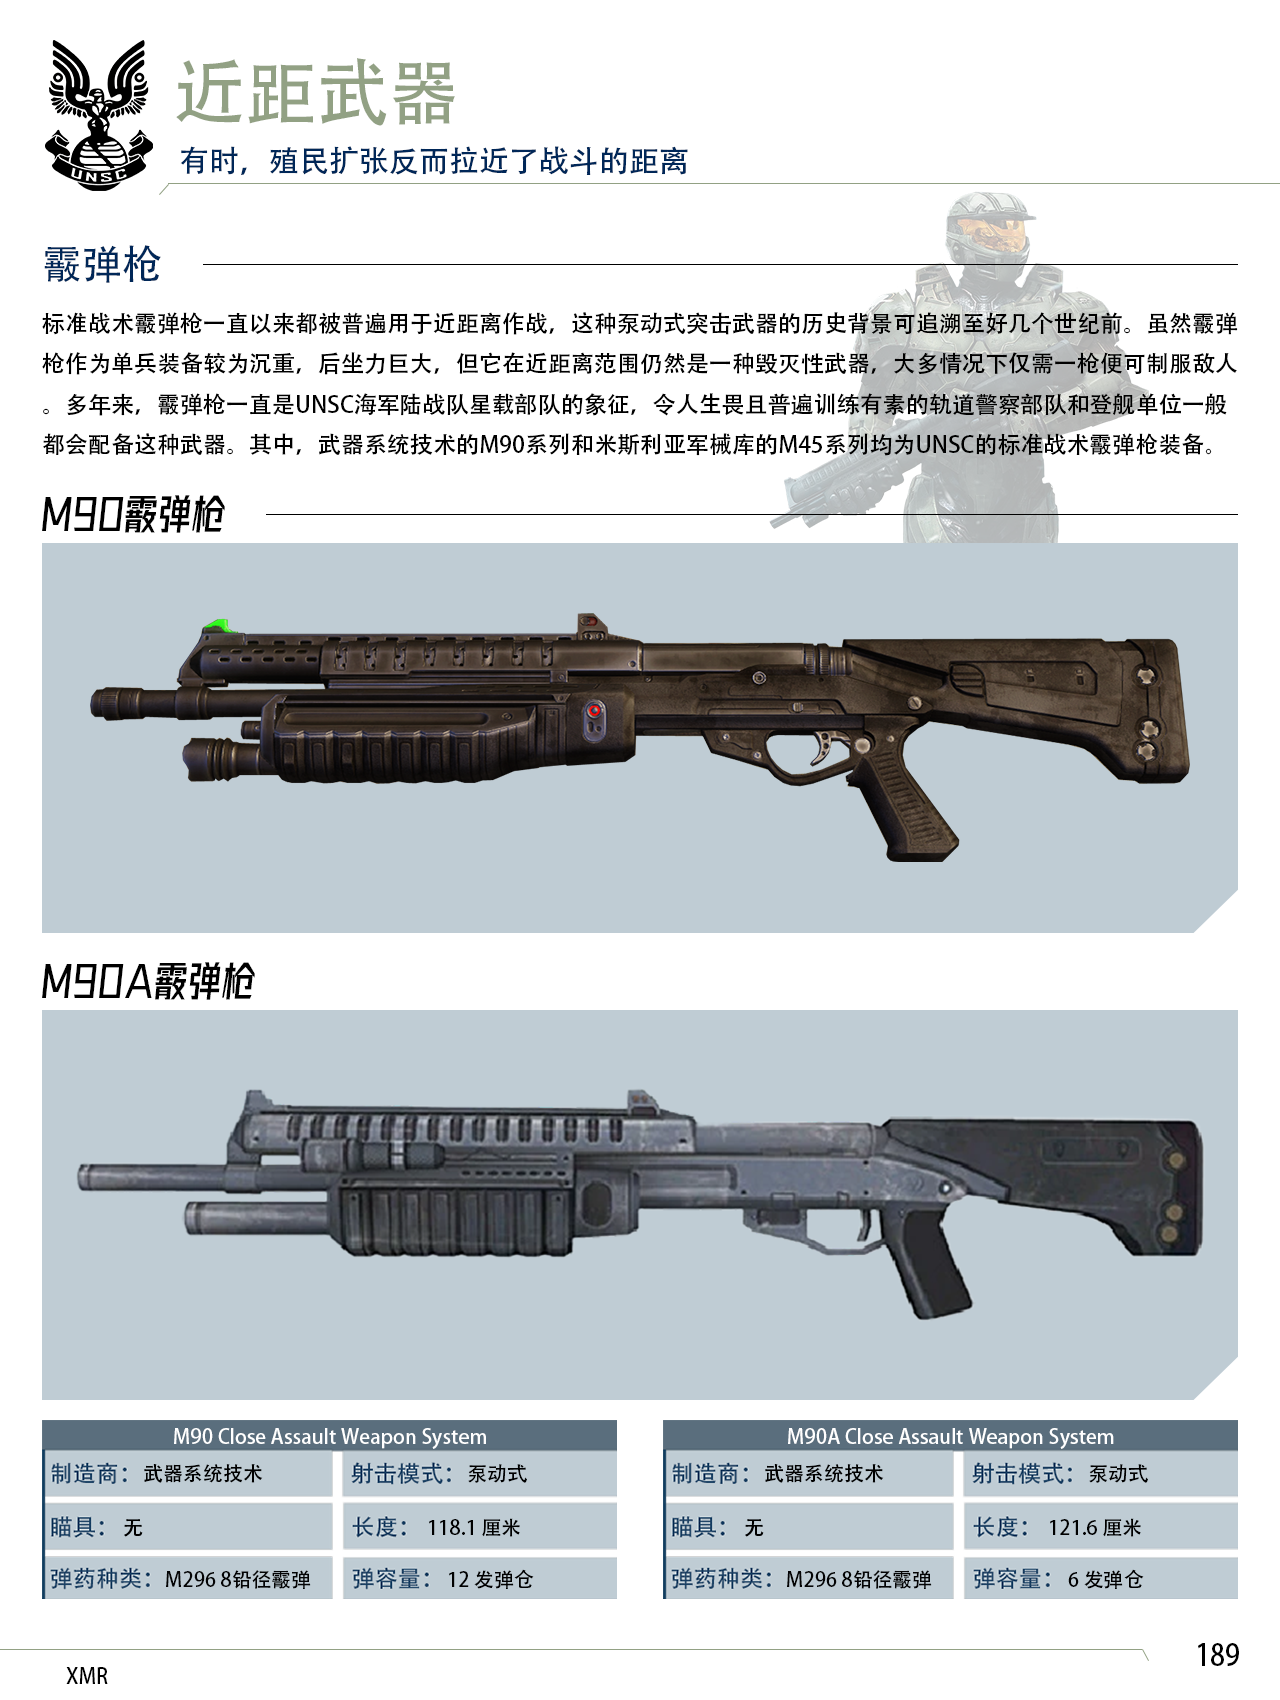 UNSC
近距武器
有时，殖民扩张反而拉近了战斗的距离
霰弹枪
标准战术霰弹枪一直以来都被普遍用于近距离作战，这种泵动式突击武器的历史背景可追溯至好几个世纪前。虽然霰弹
枪作为单兵装备较为沉重，后坐力巨大，但它在近距离范围仍然是一种毁灭性武器，大多情况下仅需一枪便可制服敌人
。多年来，霰弹枪一直是UNSC海军陆战队星载部队的象征，令人生畏且普遍训练有素的轨道警察部队和登舰单位一般
都会配备这种武器。其中，武器系统技术的M90系列和米斯利亚军械库的M45系列均为UNSC的标准战术霰弹枪装备。
M90霰弹枪
M90A霰弹枪
M90 Close Assault Weapon System
制造商：武器系统技术 射击模式：泵动式
瞄具：无 长度：118.1 厘米
弹药种类：M296 8铅径霰弹 弹容量：12 发弹仓
M90A Close Assault Weapon System
制造商：武器系统技术 射击模式：泵动式
瞄具：无 长度：121.6 厘米
弹药种类：M296 8铅径霰弹 弹容量：6 发弹仓
189
XMR